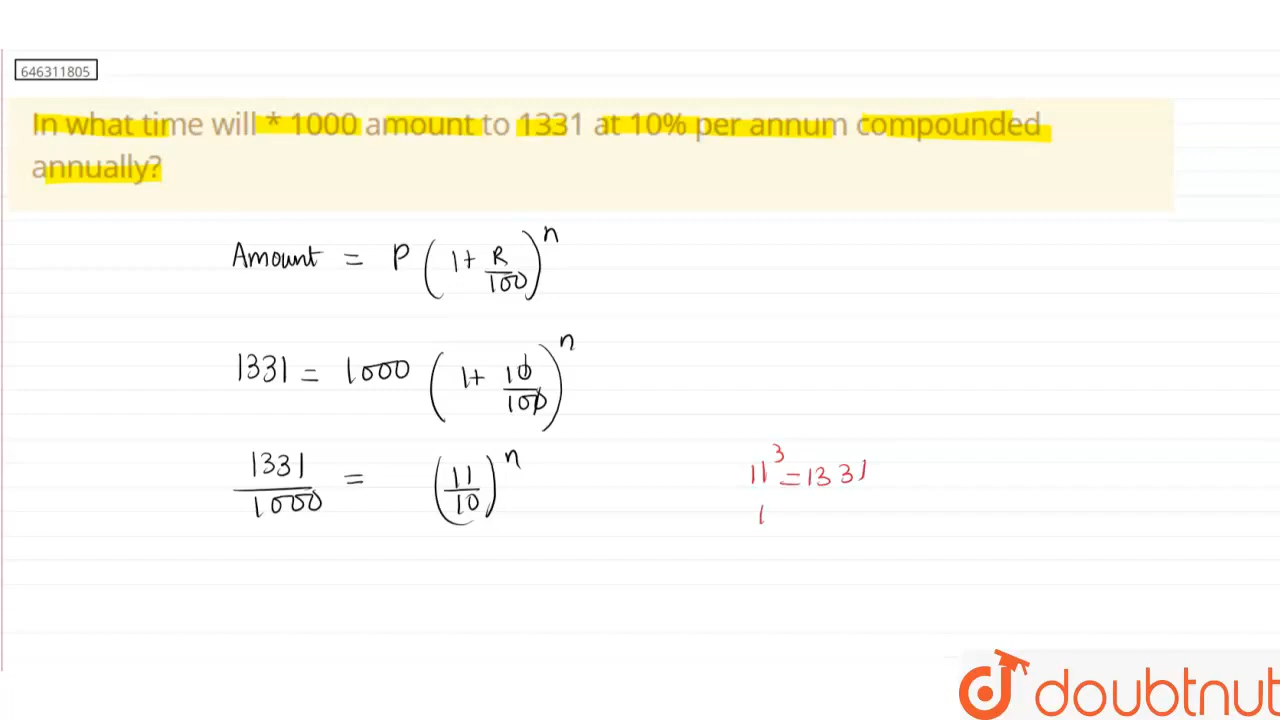 646311805
In what time will * 1000 amount to 1331 at 10% per annum compounded
annually?
Amount = P (1 + R/100)^n
1331 = 1000 (1 + 10/100)^n
1331/1000 = (11/10)^n
11^3 = 1331
1
doubtnut